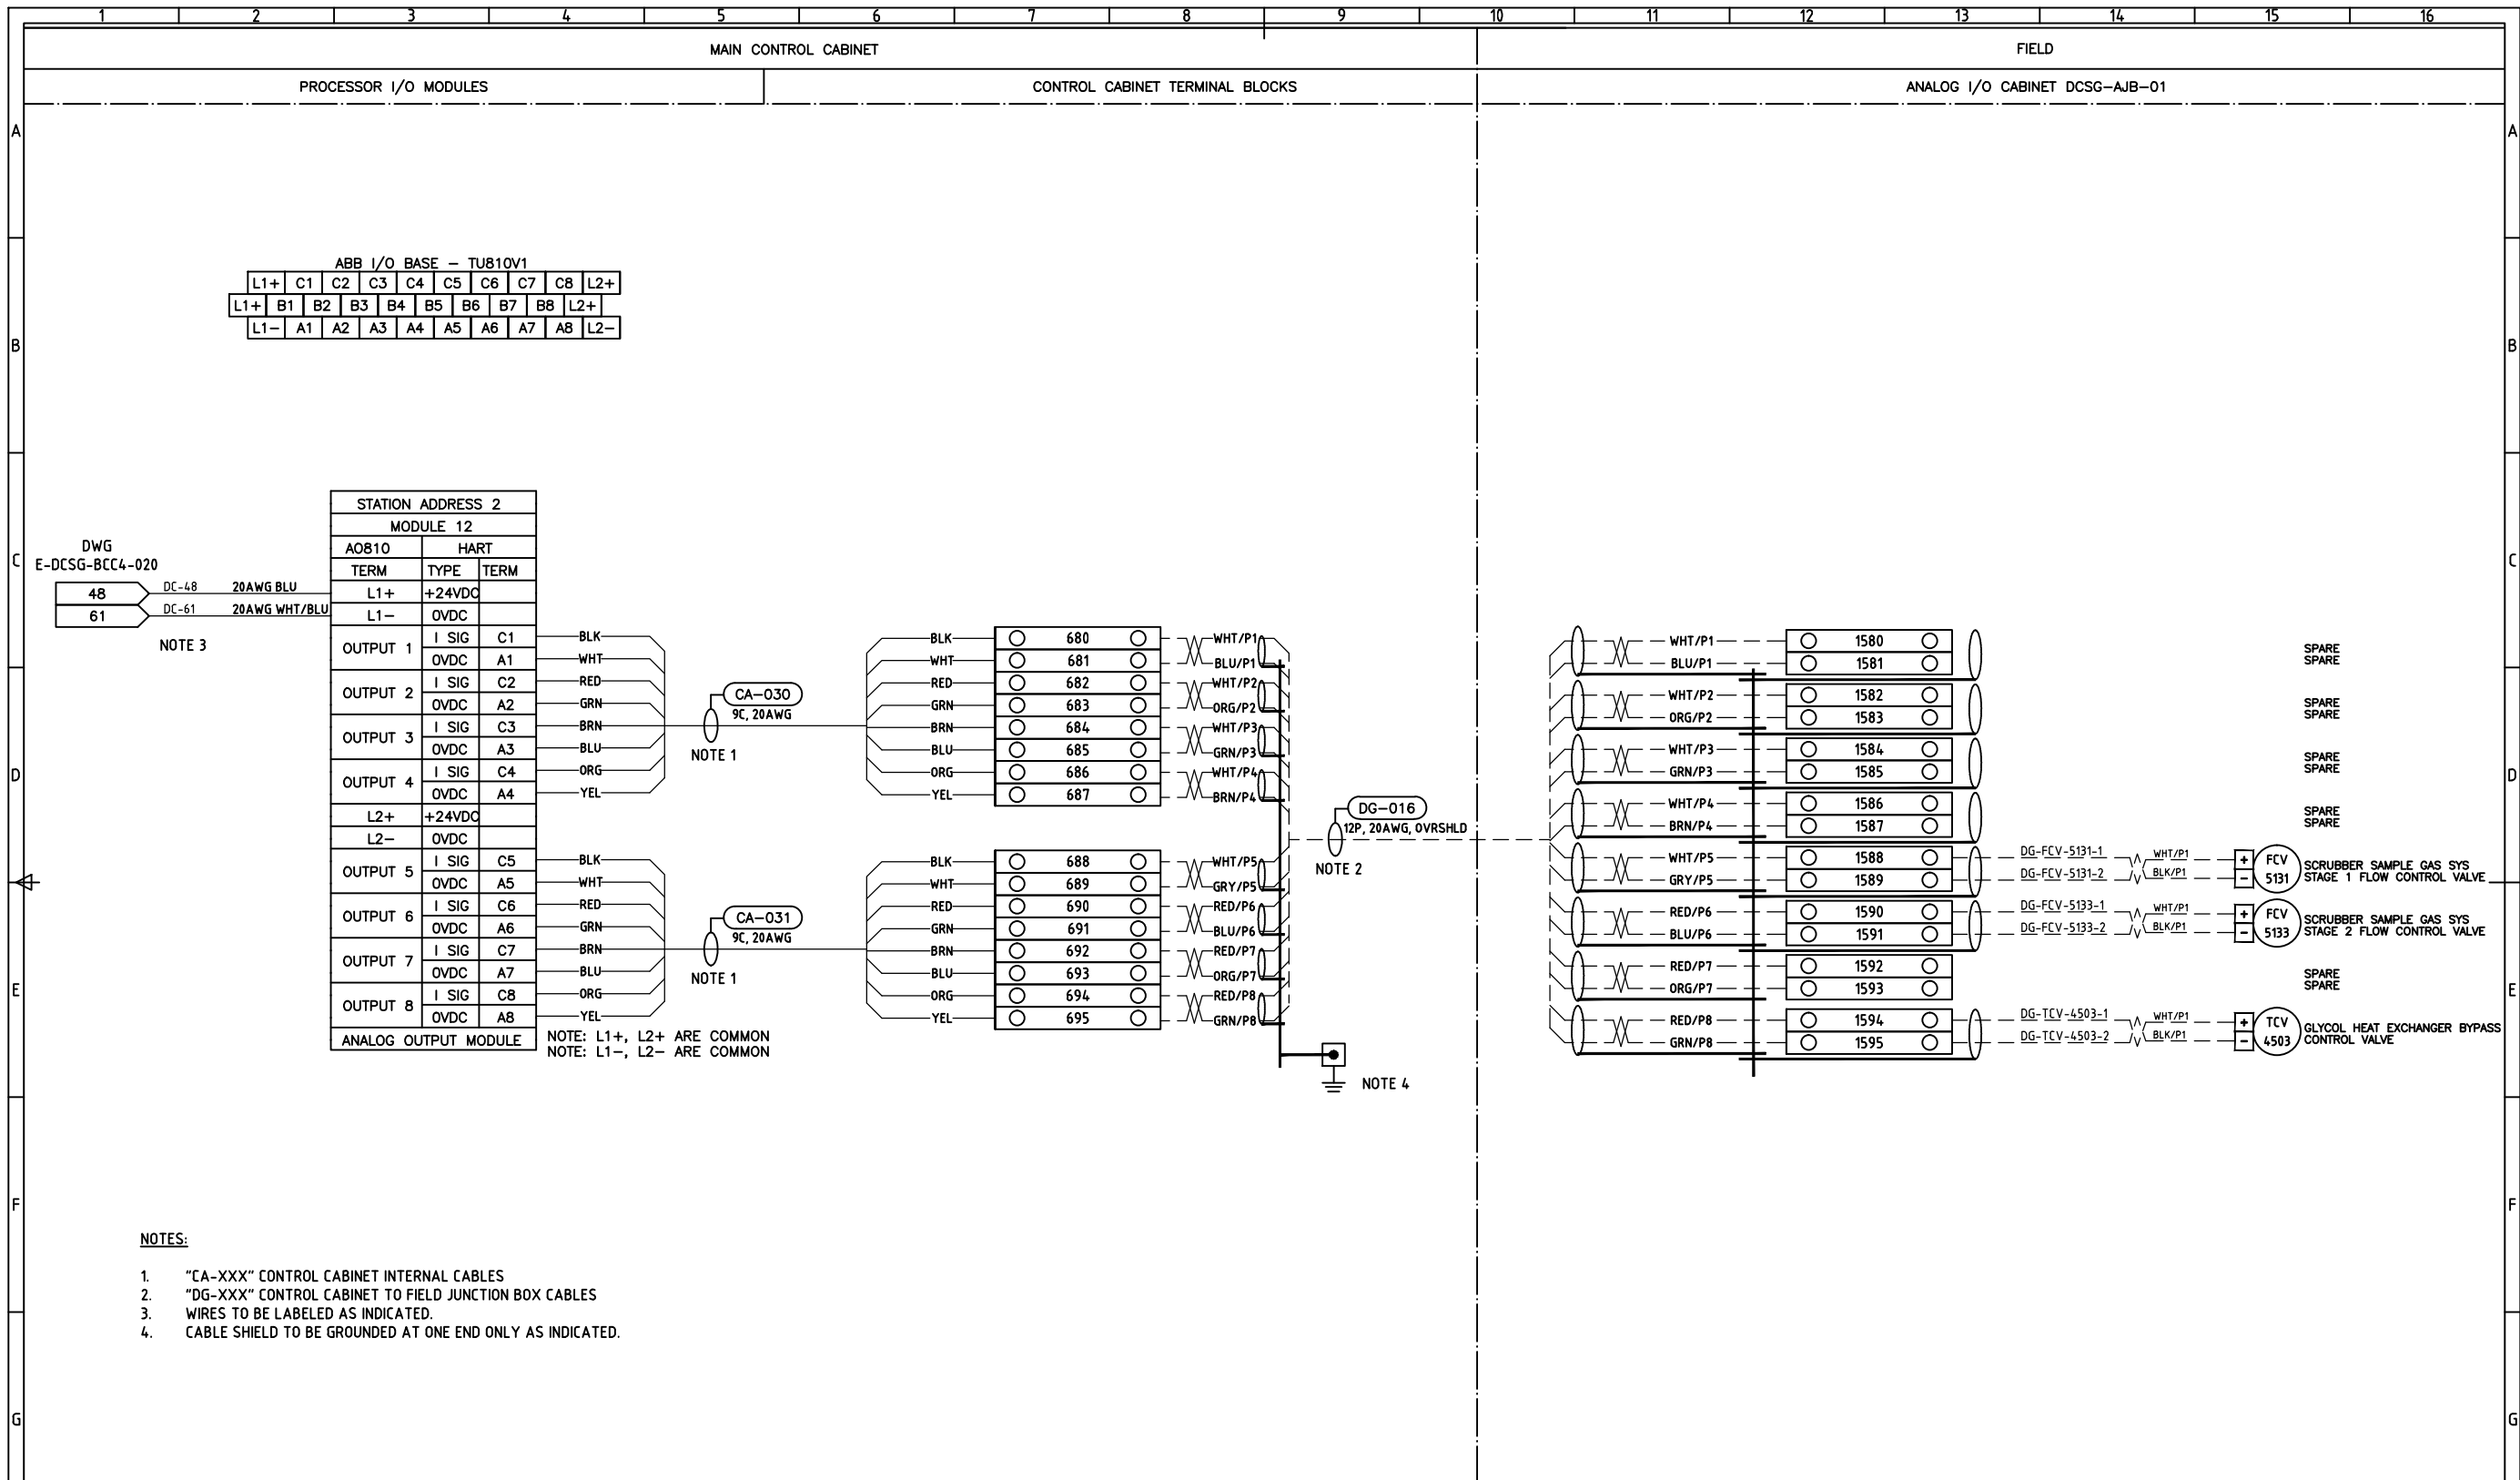 1 2 3 4 5 6 7 8 9 10 11 12 13 14 15 16
MAIN CONTROL CABINET
FIELD
PROCESSOR I/O MODULES
CONTROL CABINET TERMINAL BLOCKS
ANALOG I/O CABINET DCSG-AJB-01
A A
B B
C C
D D
E E
F F
G G
ABB I/O BASE - TU810V1
L1+ C1 C2 C3 C4 C5 C6 C7 C8 L2+
L1+ B1 B2 B3 B4 B5 B6 B7 B8 L2+
L1- A1 A2 A3 A4 A5 A6 A7 A8 L2-
DWG
E-DCSG-BCC4-020
48 DC-48 20AWG BLU
61 DC-61 20AWG WHT/BLU
NOTE 3
STATION ADDRESS 2
MODULE 12
AO810 HART
TERM TYPE TERM
L1+ +24VDC
L1- 0VDC
OUTPUT 1
I SIG C1 BLK
0VDC A1 WHT
OUTPUT 2
I SIG C2 RED
0VDC A2 GRN
OUTPUT 3
I SIG C3 BRN
0VDC A3 BLU
OUTPUT 4
I SIG C4 ORG
0VDC A4 YEL
L2+ +24VDC
L2- 0VDC
OUTPUT 5
I SIG C5 BLK
0VDC A5 WHT
OUTPUT 6
I SIG C6 RED
0VDC A6 GRN
OUTPUT 7
I SIG C7 BRN
0VDC A7 BLU
OUTPUT 8
I SIG C8 ORG
0VDC A8 YEL
ANALOG OUTPUT MODULE
NOTE: L1+, L2+ ARE COMMON
NOTE: L1-, L2- ARE COMMON
CA-030
9C, 20AWG
NOTE 1
CA-031
9C, 20AWG
NOTE 1
BLK 680 WHT/P1
WHT 681 BLU/P1
RED 682 WHT/P2
GRN 683 ORG/P2
BRN 684 WHT/P3
BLU 685 GRN/P3
ORG 686 WHT/P4
YEL 687 BRN/P4
BLK 688 WHT/P5
WHT 689 GRY/P5
RED 690 RED/P6
GRN 691 BLU/P6
BRN 692 RED/P7
BLU 693 ORG/P7
ORG 694 RED/P8
YEL 695 GRN/P8
DG-016
12P, 20AWG, OVRSHLD
NOTE 2
NOTE 4
WHT/P1 1580 SPARE
BLU/P1 1581 SPARE
WHT/P2 1582 SPARE
ORG/P2 1583 SPARE
WHT/P3 1584 SPARE
GRN/P3 1585 SPARE
WHT/P4 1586 SPARE
BRN/P4 1587 SPARE
WHT/P5 1588 DG-FCV-5131-1 WHT/P1 + FCV SCRUBBER SAMPLE GAS SYS
GRY/P5 1589 DG-FCV-5131-2 BLK/P1 - 5131 STAGE 1 FLOW CONTROL VALVE
RED/P6 1590 DG-FCV-5133-1 WHT/P1 + FCV SCRUBBER SAMPLE GAS SYS
BLU/P6 1591 DG-FCV-5133-2 BLK/P1 - 5133 STAGE 2 FLOW CONTROL VALVE
RED/P7 1592 SPARE
ORG/P7 1593 SPARE
RED/P8 1594 DG-TCV-4503-1 WHT/P1 + TCV GLYCOL HEAT EXCHANGER BYPASS
GRN/P8 1595 DG-TCV-4503-2 BLK/P1 - 4503 CONTROL VALVE
NOTES:
1. "CA-XXX" CONTROL CABINET INTERNAL CABLES
2. "DG-XXX" CONTROL CABINET TO FIELD JUNCTION BOX CABLES
3. WIRES TO BE LABELED AS INDICATED.
4. CABLE SHIELD TO BE GROUNDED AT ONE END ONLY AS INDICATED.